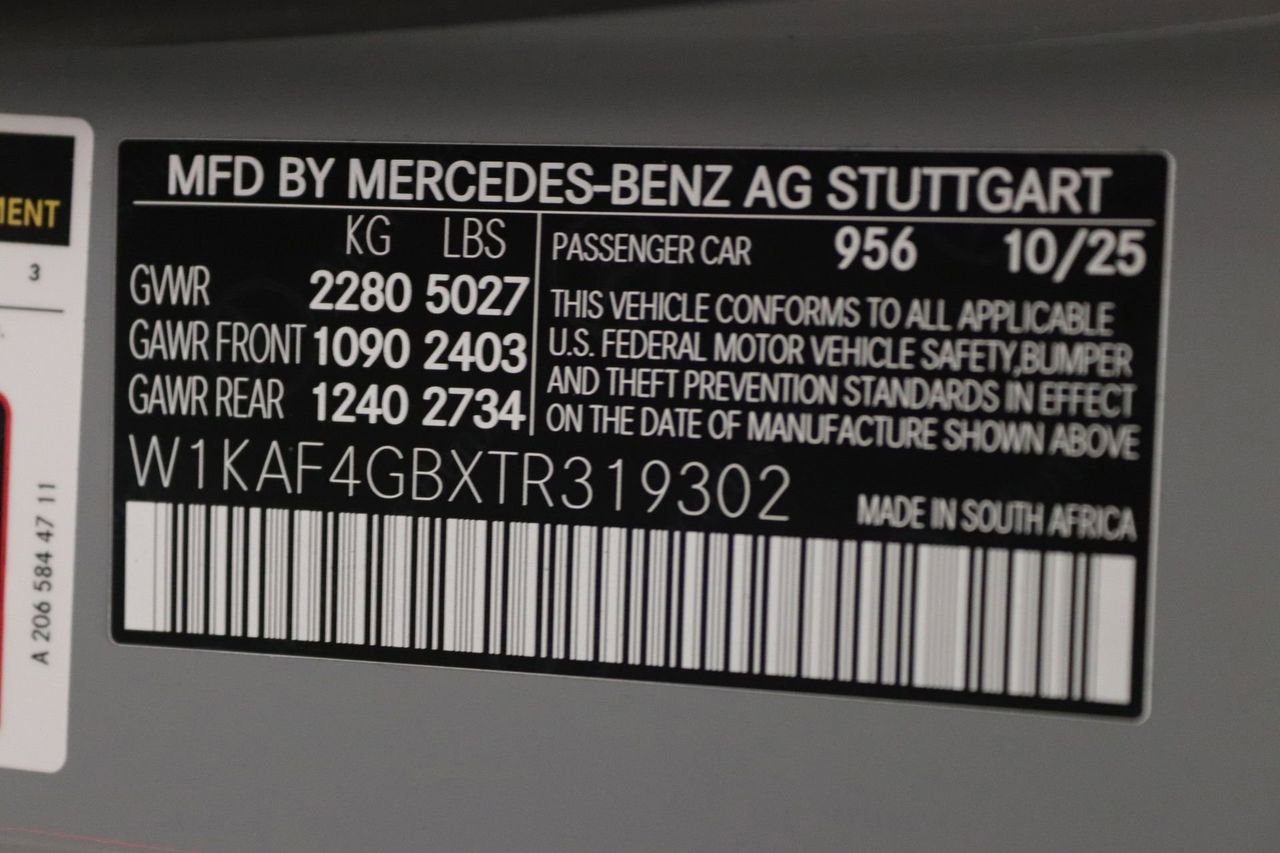 MENT
3
A 206 584 47 11
MFD BY MERCEDES-BENZ AG STUTTGART
KG LBS
GVWR 2280 5027
GAWR FRONT 1090 2403
GAWR REAR 1240 2734
PASSENGER CAR 956 10/25
THIS VEHICLE CONFORMS TO ALL APPLICABLE
U.S. FEDERAL MOTOR VEHICLE SAFETY,BUMPER
AND THEFT PREVENTION STANDARDS IN EFFECT
ON THE DATE OF MANUFACTURE SHOWN ABOVE
W1KAF4GBXTR319302
MADE IN SOUTH AFRICA